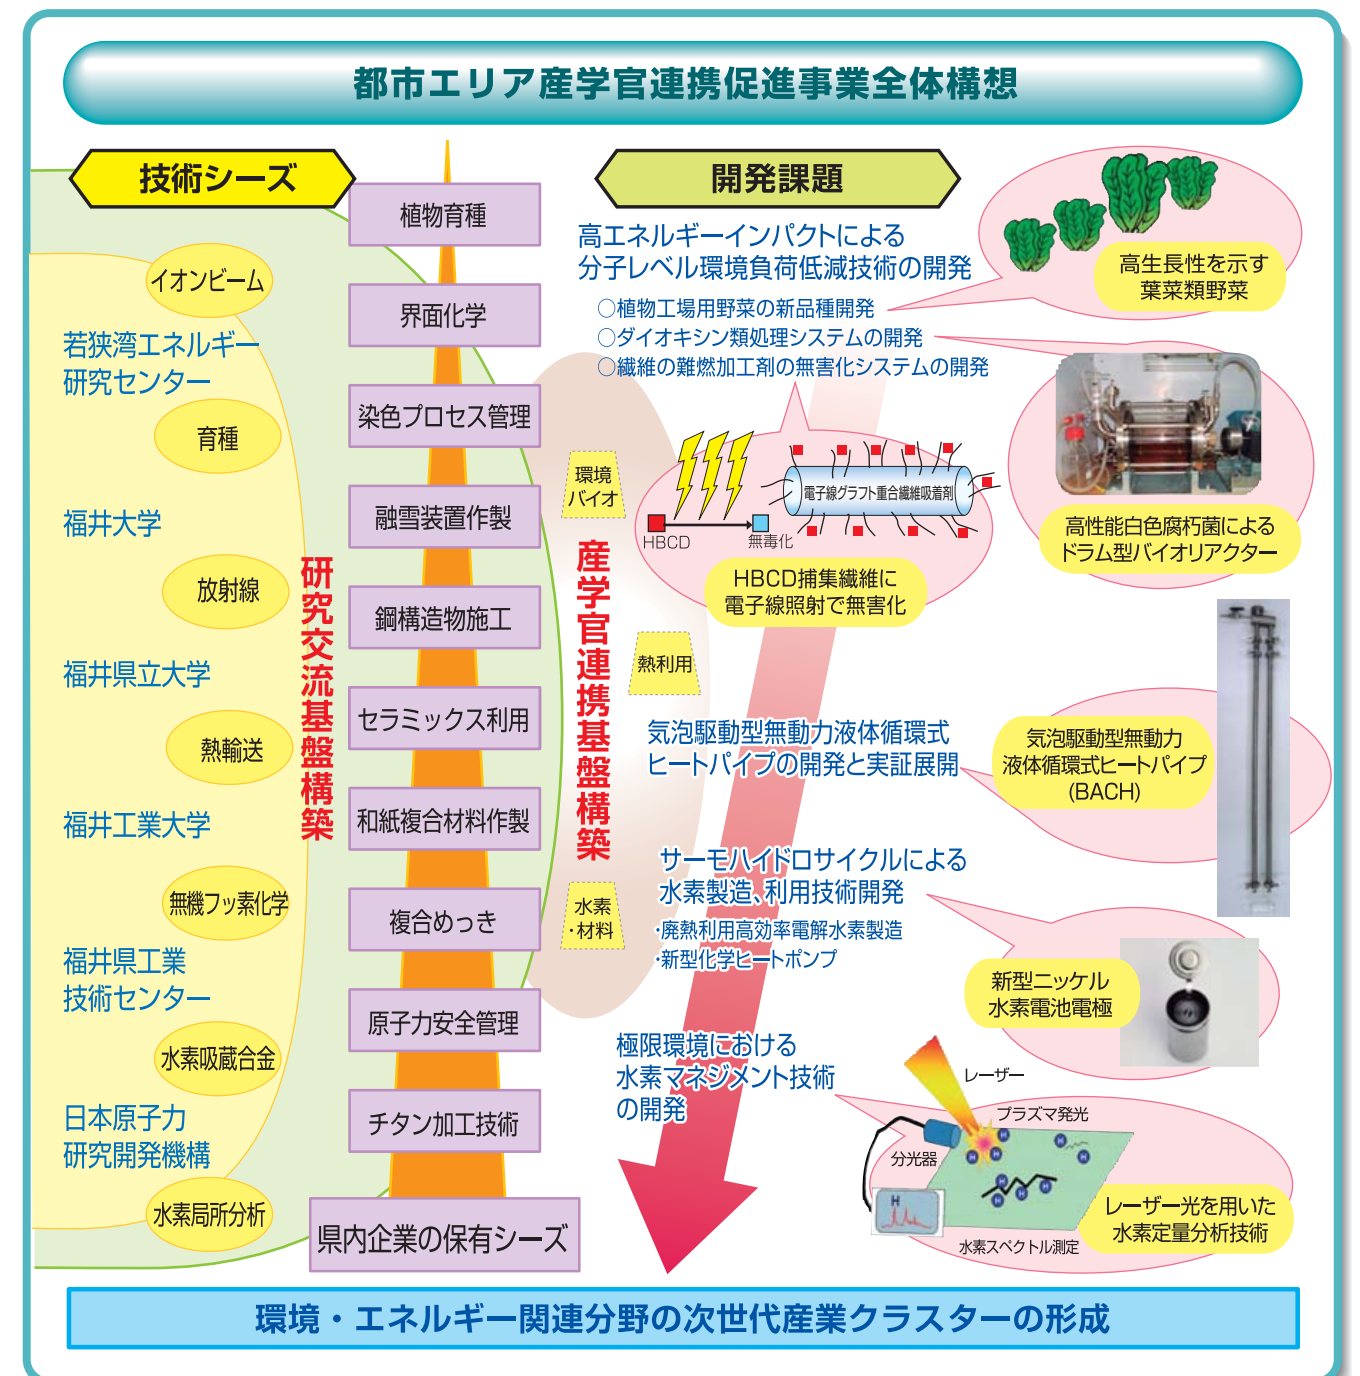 都市エリア産学官連携促進事業全体構想
技術シーズ
イオンビーム
若狭湾エネルギー
研究センター
育種
福井大学
放射線
福井県立大学
熱輸送
福井工業大学
無機フッ素化学
福井県工業
技術センター
水素吸蔵合金
日本原子力
研究開発機構
水素局所分析
研究交流基盤構築
植物育種
界面化学
染色プロセス管理
融雪装置作製
鋼構造物施工
セラミックス利用
和紙複合材料作製
複合めっき
原子力安全管理
チタン加工技術
県内企業の保有シーズ
産学官連携基盤構築
環境
バイオ
熱利用
水素
・材料
開発課題
高エネルギーインパクトによる
分子レベル環境負荷低減技術の開発
○植物工場用野菜の新品種開発
○ダイオキシン類処理システムの開発
○繊維の難燃加工剤の無害化システムの開発
高生長性を示す
葉菜類野菜
高性能白色腐朽菌による
ドラム型バイオリアクター
電子線グラフト重合繊維吸着剤
HBCD
無毒化
HBCD捕集繊維に
電子線照射で無害化
気泡駆動型無動力液体循環式
ヒートパイプの開発と実証展開
気泡駆動型無動力
液体循環式ヒートパイプ
(BACH)
サーモハイドロサイクルによる
水素製造、利用技術開発
・廃熱利用高効率電解水素製造
・新型化学ヒートポンプ
新型ニッケル
水素電池電極
極限環境における
水素マネジメント技術
の開発
レーザー
プラズマ発光
分光器
H
H
H
H
H
H
H
H
H
H
水素スペクトル測定
レーザー光を用いた
水素定量分析技術
環境・エネルギー関連分野の次世代産業クラスターの形成